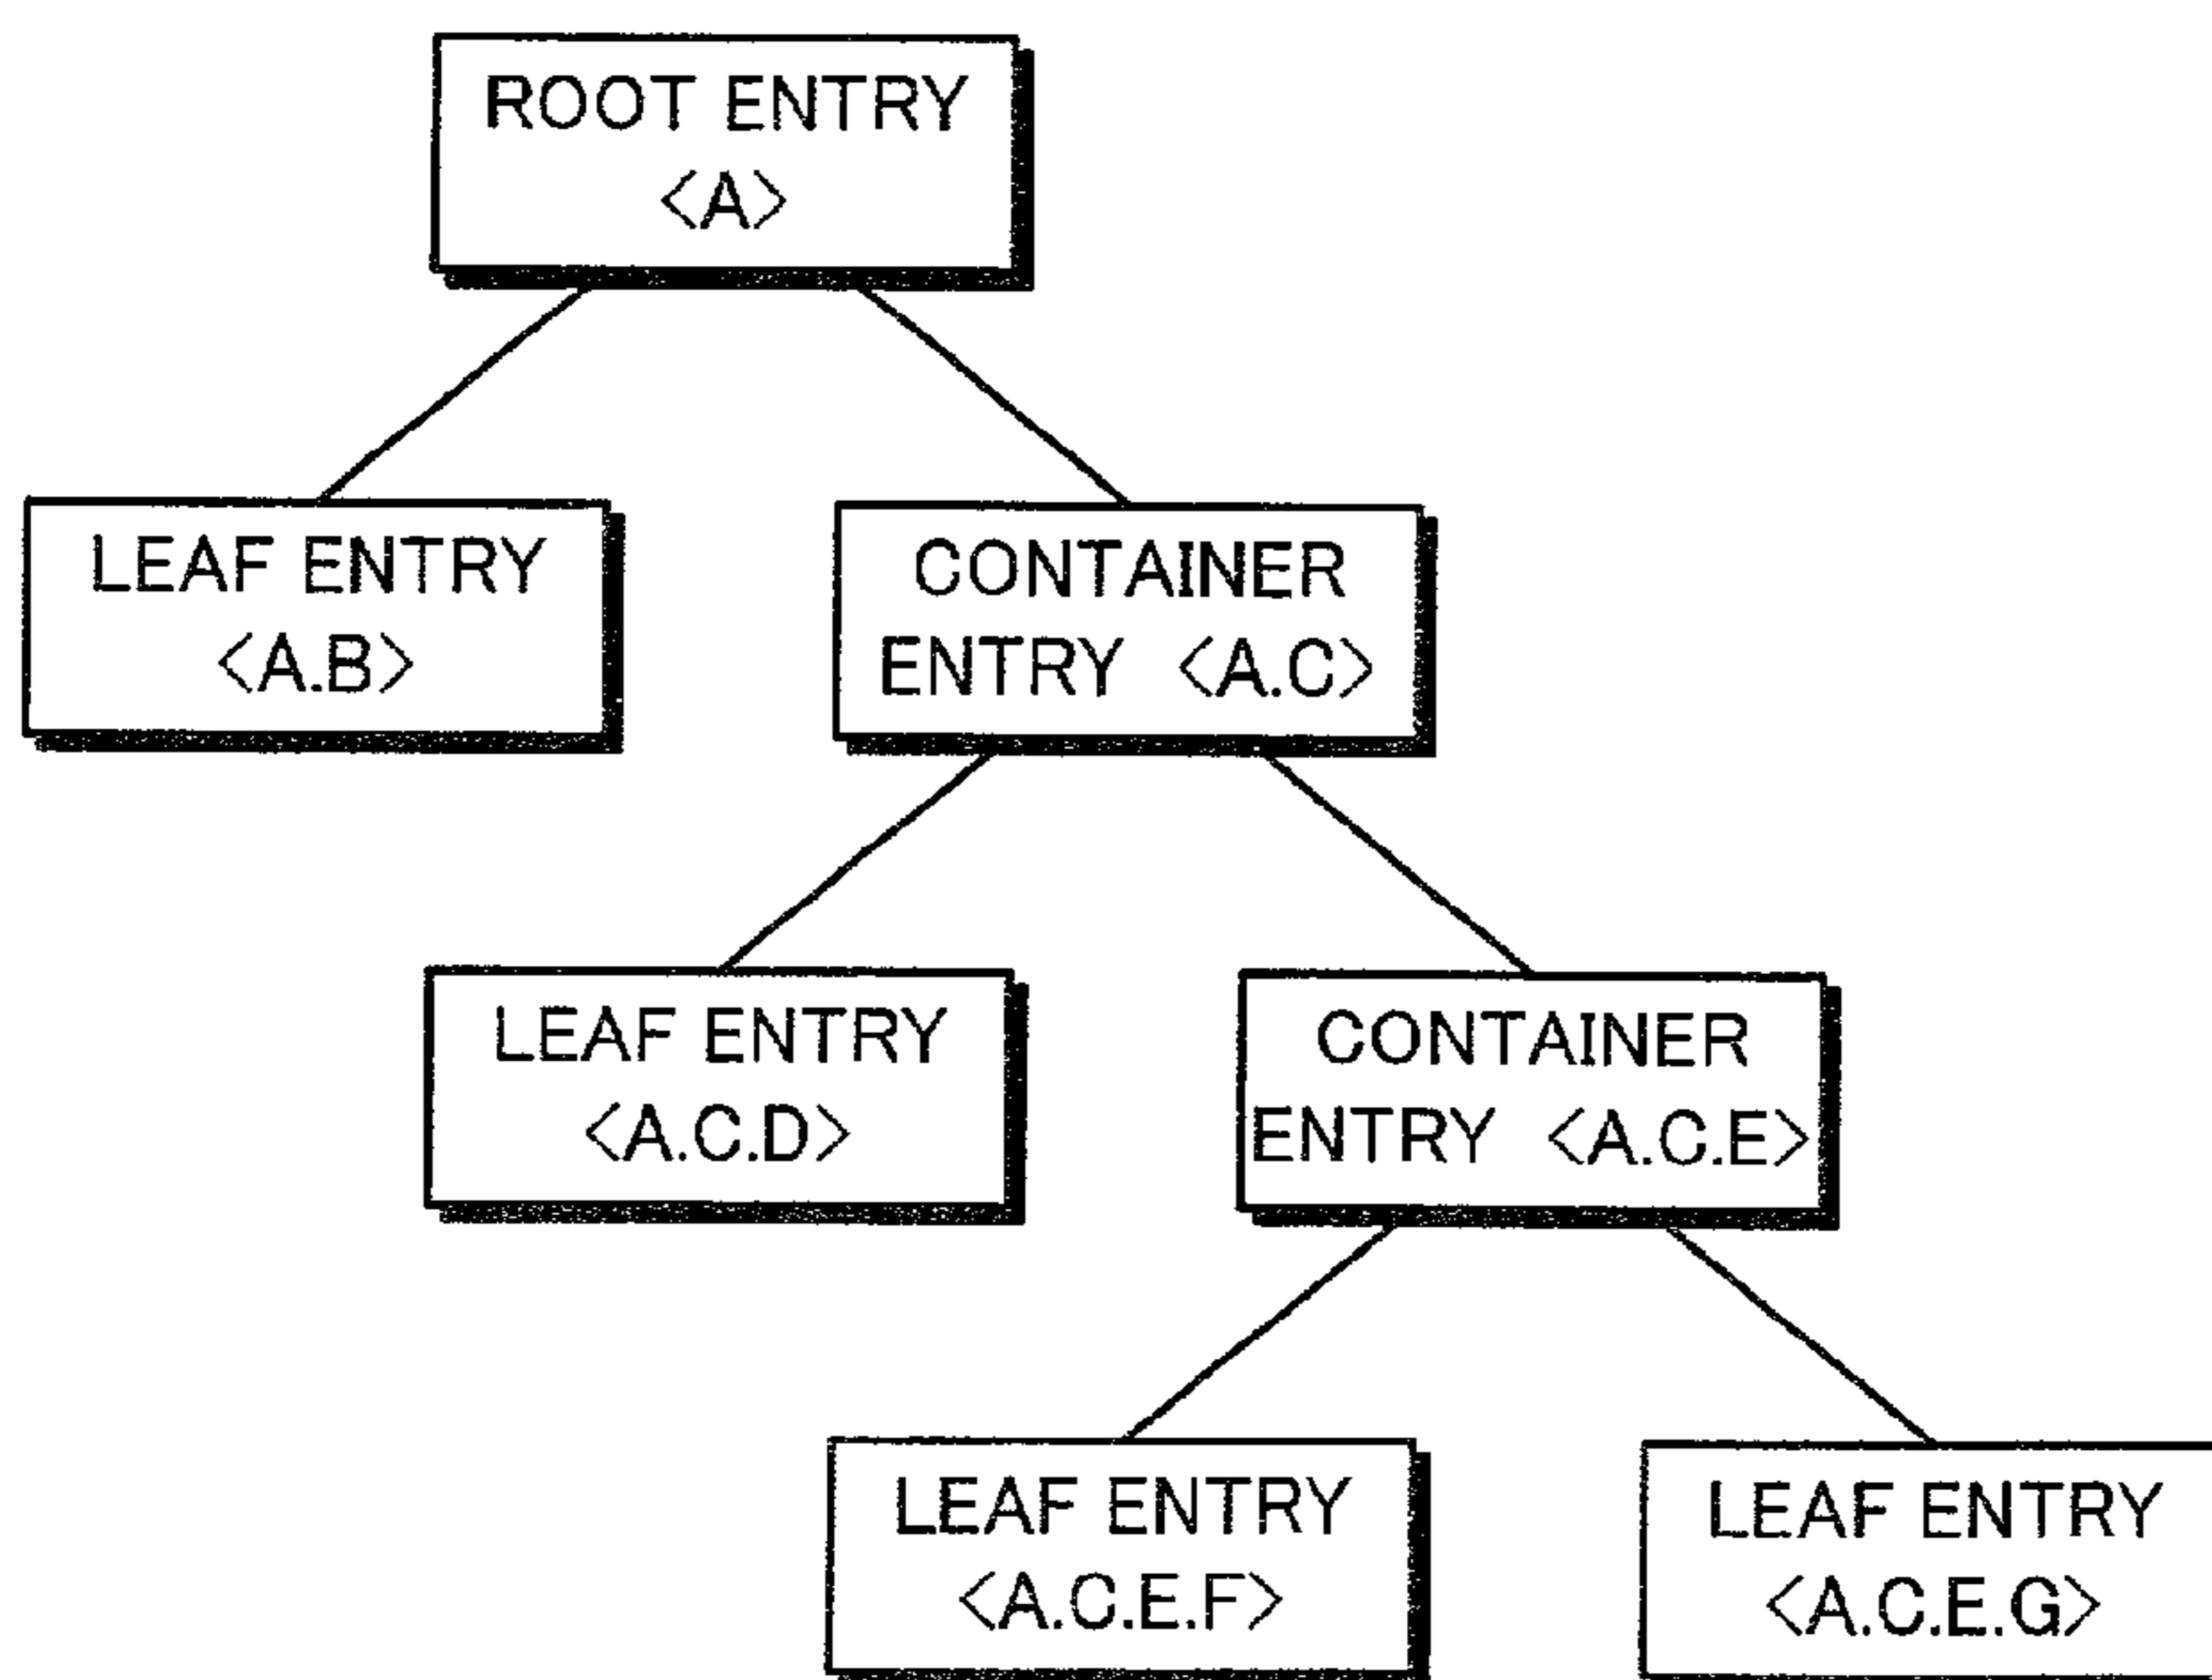 ROOT ENTRY
<A>
LEAF ENTRY
<A.B>
CONTAINER
ENTRY <A.C>
LEAF ENTRY
<A.C.D>
CONTAINER
ENTRY <A.C.E>
LEAF ENTRY
<A.C.E.F>
LEAF ENTRY
<A.C.E.G>